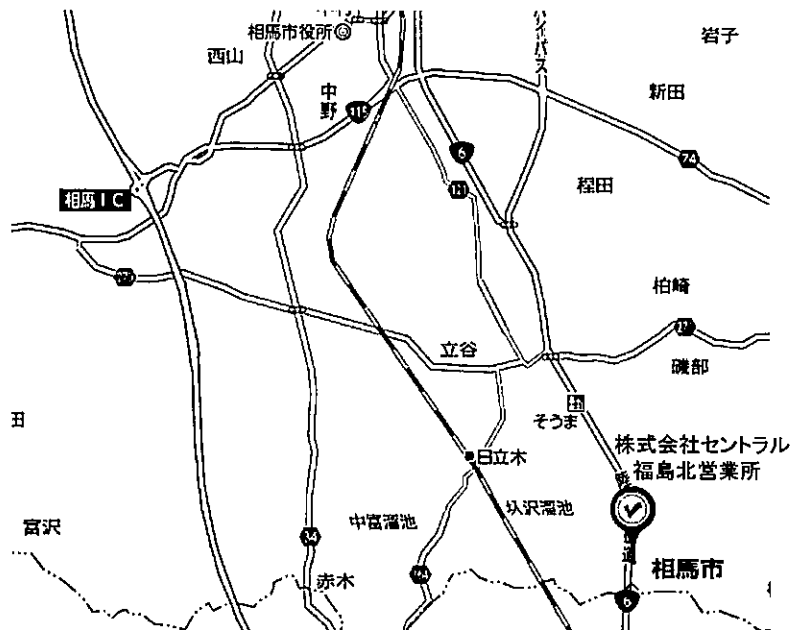 相馬市役所
岩子
西山
バイパス
中野
115
新田
6
74
121
程田
相馬IC
柏崎
立谷
磯部
そうま
株式会社セントラル
福島北営業所
日立木
中富溜池
富沢
34
赤木
相馬市
6
田
道